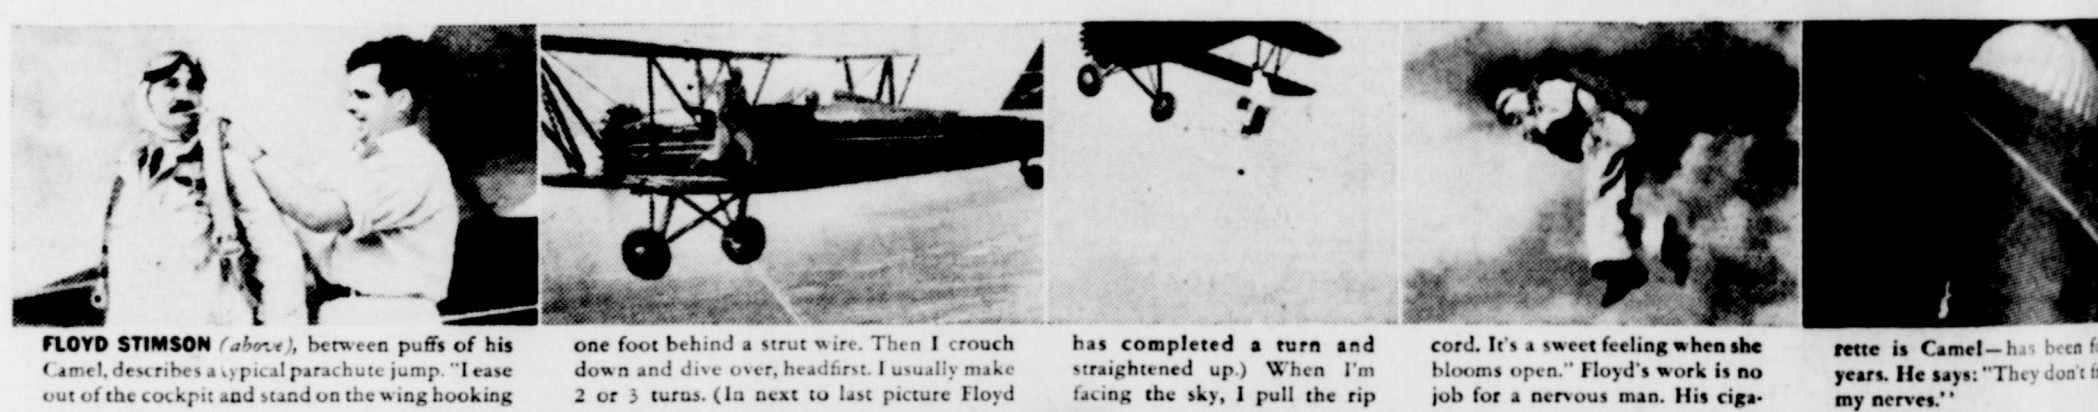 FLOYD STIMSON (above), between puffs of his
Camel, describes a typical parachute jump. "I ease
out of the cockpit and stand on the wing hooking
one foot behind a strut wire. Then I crouch
down and dive over, headfirst. I usually make
2 or 3 turns. (In next to last picture Floyd
has completed a turn and
straightened up.) When I'm
facing the sky, I pull the rip
cord. It's a sweet feeling when she
blooms open." Floyd's work is no
job for a nervous man. His ciga-
rette is Camel—has been
years. He says: "They don't
my nerves."